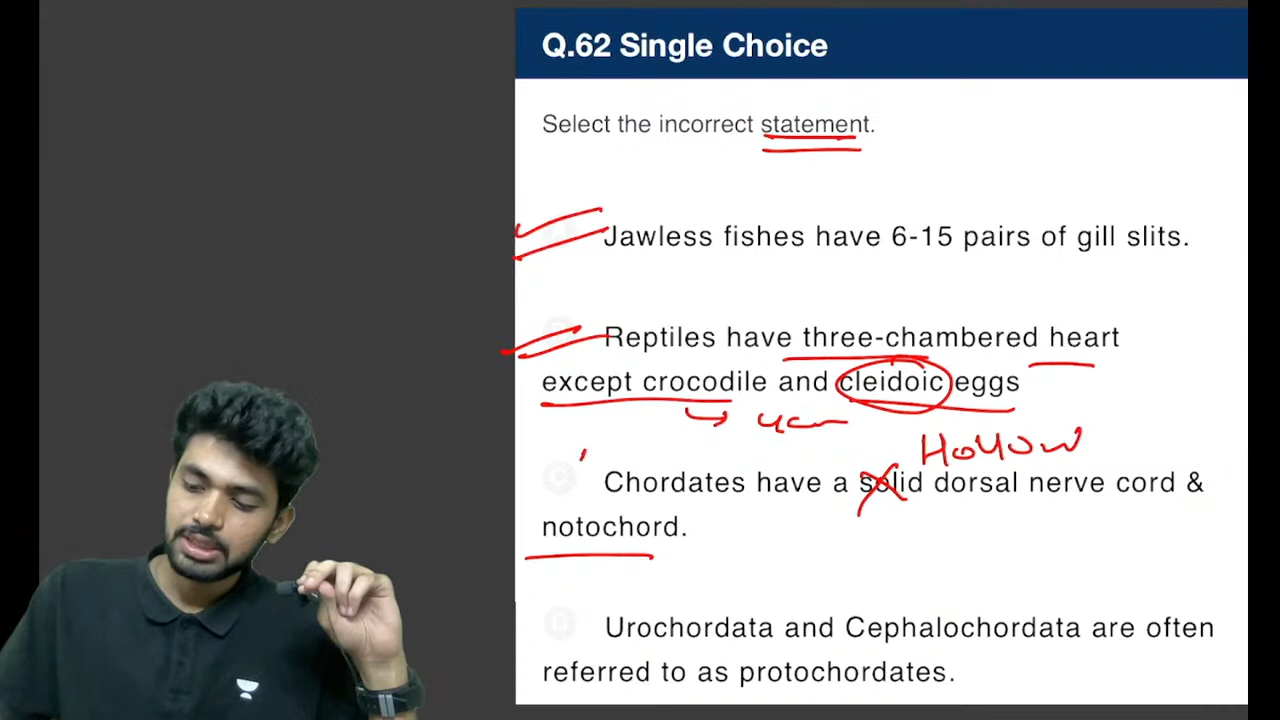 Q.62 Single Choice
Select the incorrect statement.
Jawless fishes have 6-15 pairs of gill slits.
Reptiles have three-chambered heart
except crocodile and cleidoic eggs
Hollow
C Chordates have a solid dorsal nerve cord &
notochord.
D Urochordata and Cephalochordata are often
referred to as protochordates.